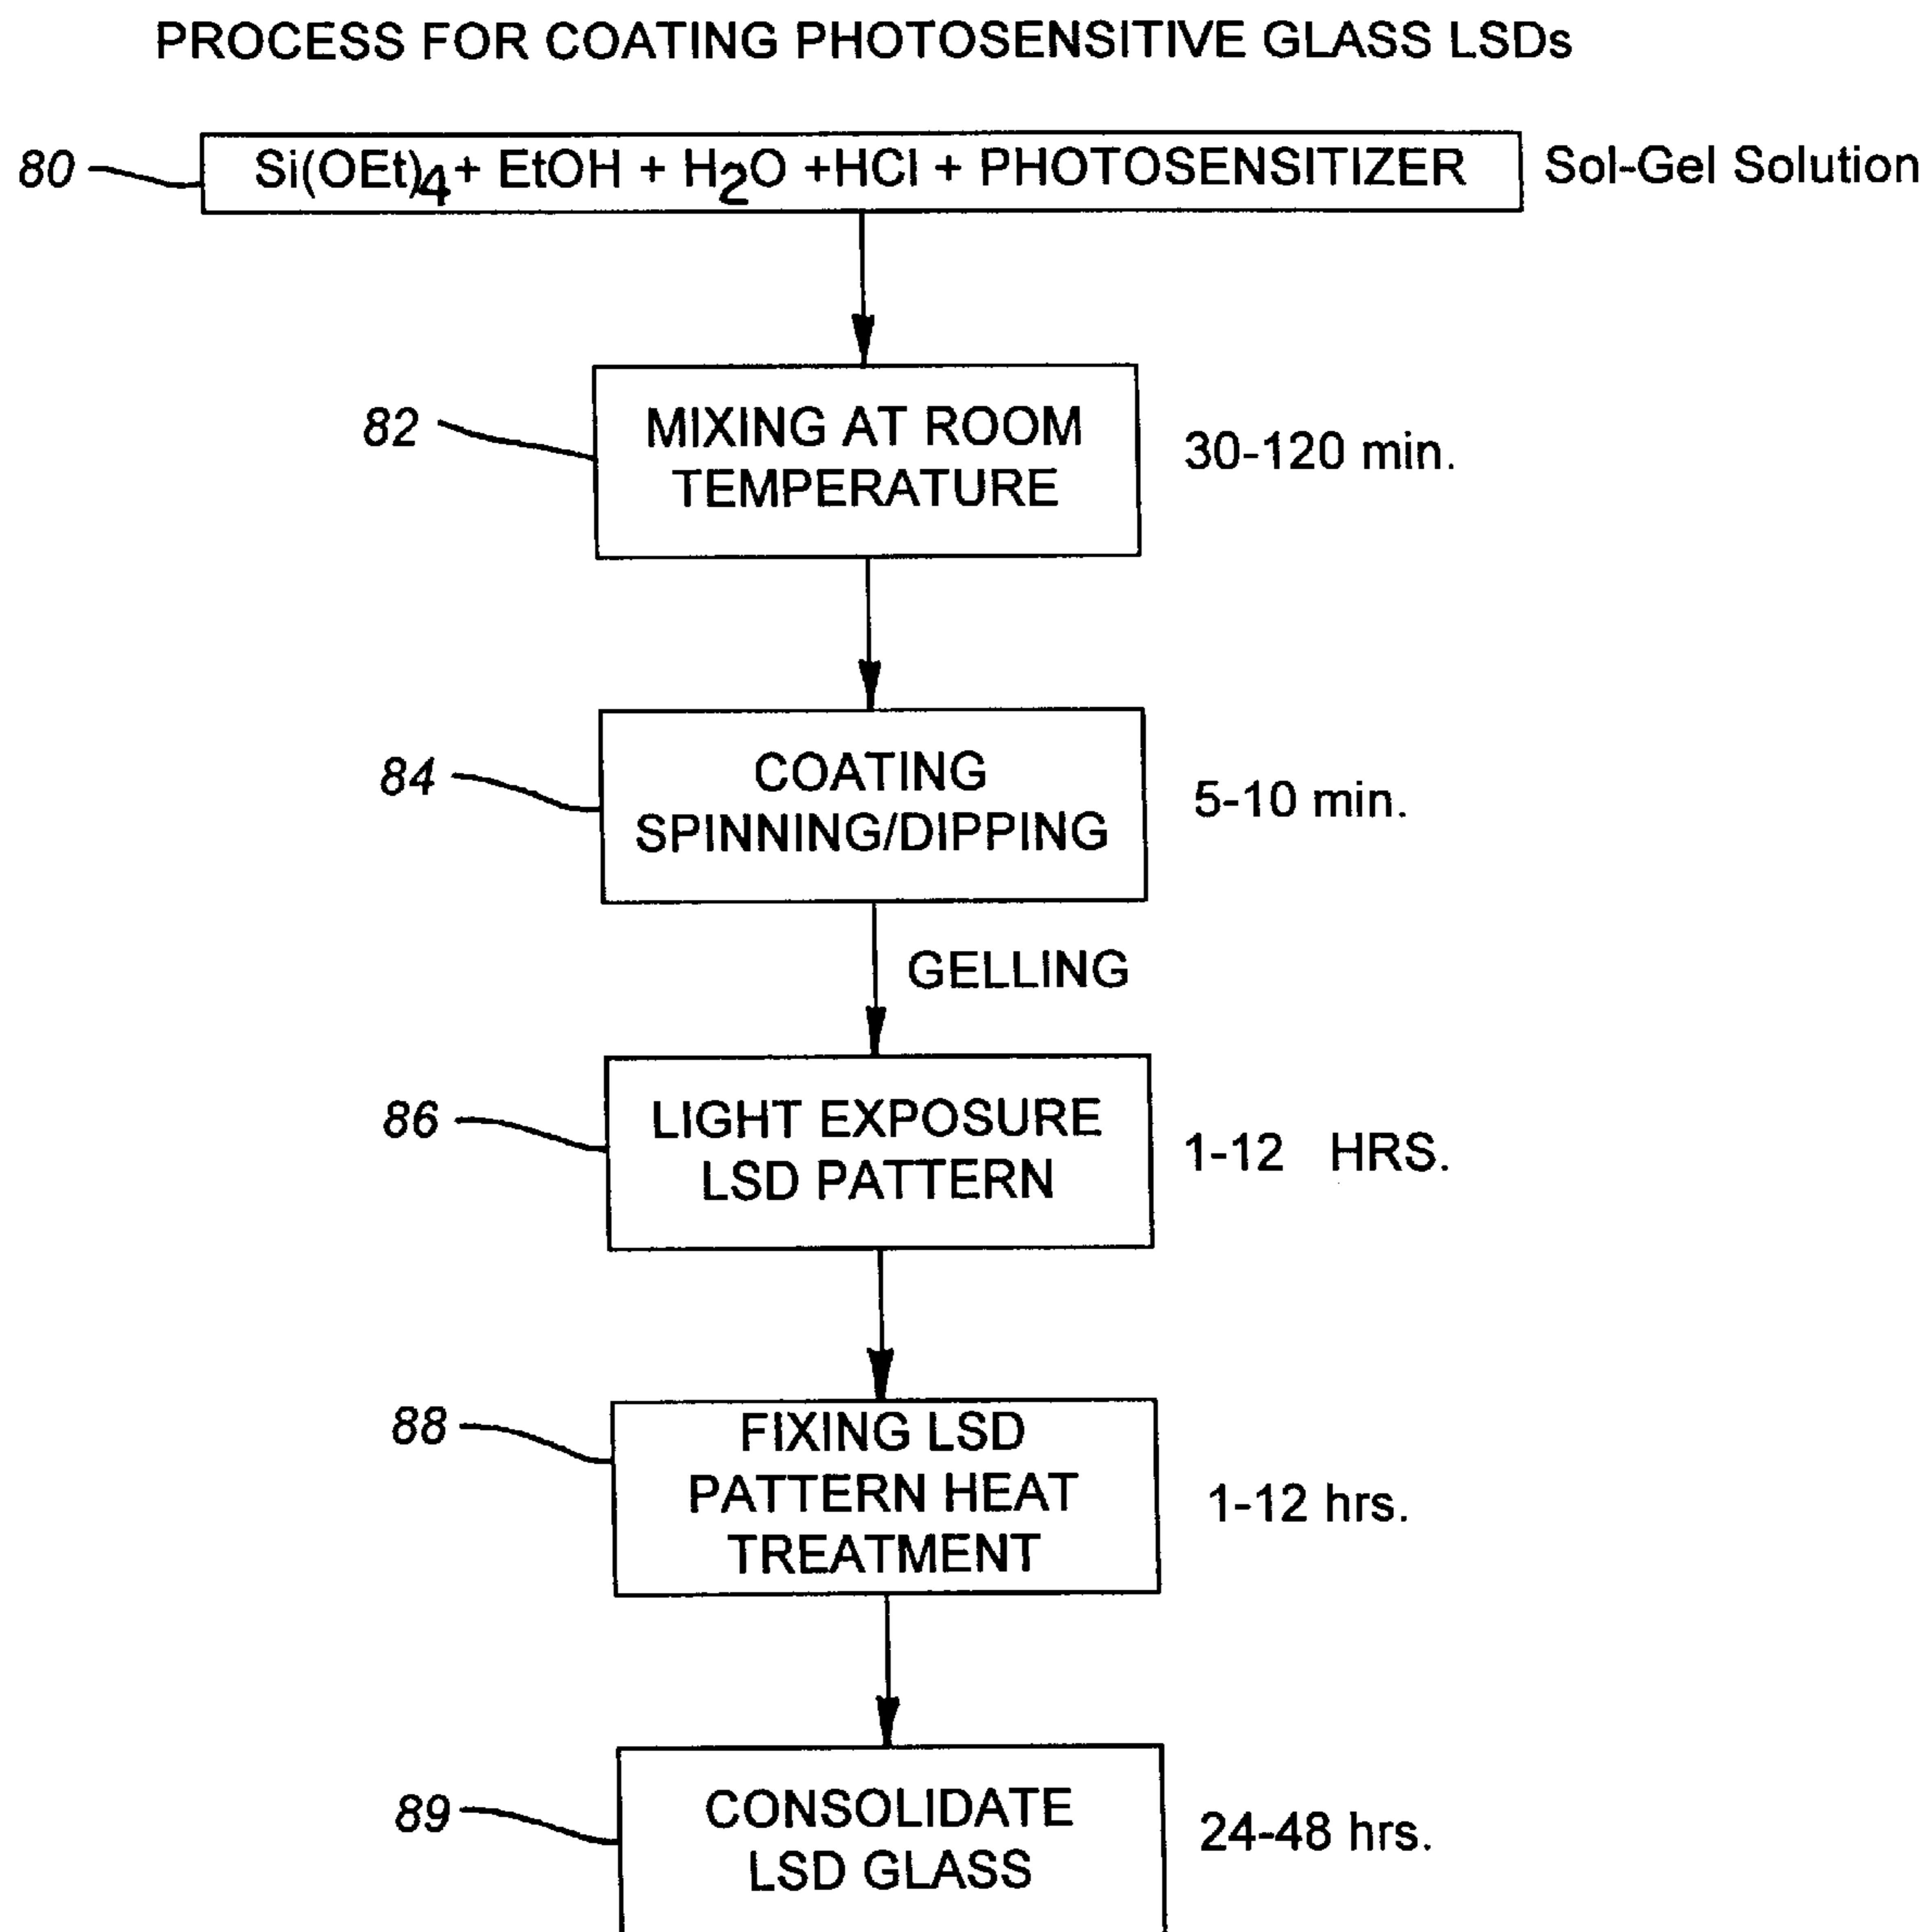 PROCESS FOR COATING PHOTOSENSITIVE GLASS LSDs
80 Si(OEt)4 + EtOH + H2O +HCl + PHOTOSENSITIZER Sol-Gel Solution
82
MIXING AT ROOM
TEMPERATURE
30-120 min.
84
COATING
SPINNING/DIPPING
5-10 min.
GELLING
86
LIGHT EXPOSURE
LSD PATTERN
1-12 HRS.
88
FIXING LSD
PATTERN HEAT
TREATMENT
1-12 hrs.
89
CONSOLIDATE
LSD GLASS
24-48 hrs.